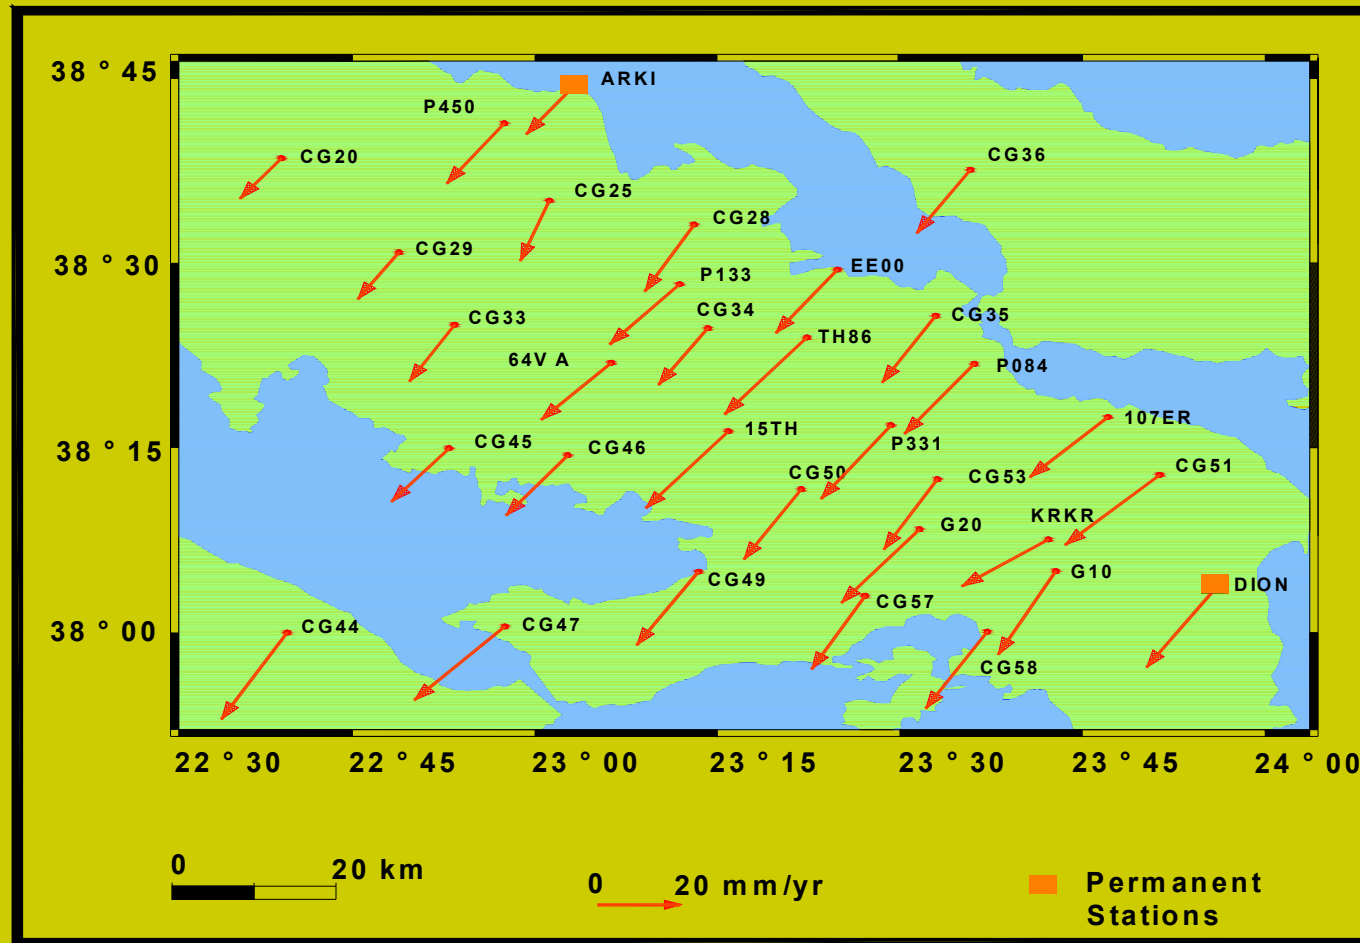 38 ° 45
ARKI
P450
CG20
CG36
CG25
CG28
CG29
EE00
38 ° 30
P133
CG34
CG33
CG35
TH86
64V A
P084
107ER
15TH
P331
38 ° 15
CG45
CG46
CG51
CG50
CG53
KRKR
G20
G10
CG49
DION
CG57
38 ° 00
CG44
CG47
CG58
22 ° 30 22 ° 45 23 ° 00 23 ° 15 23 ° 30 23 ° 45 24 ° 00
0 20 km
0 20 mm/yr
Permanent
Stations